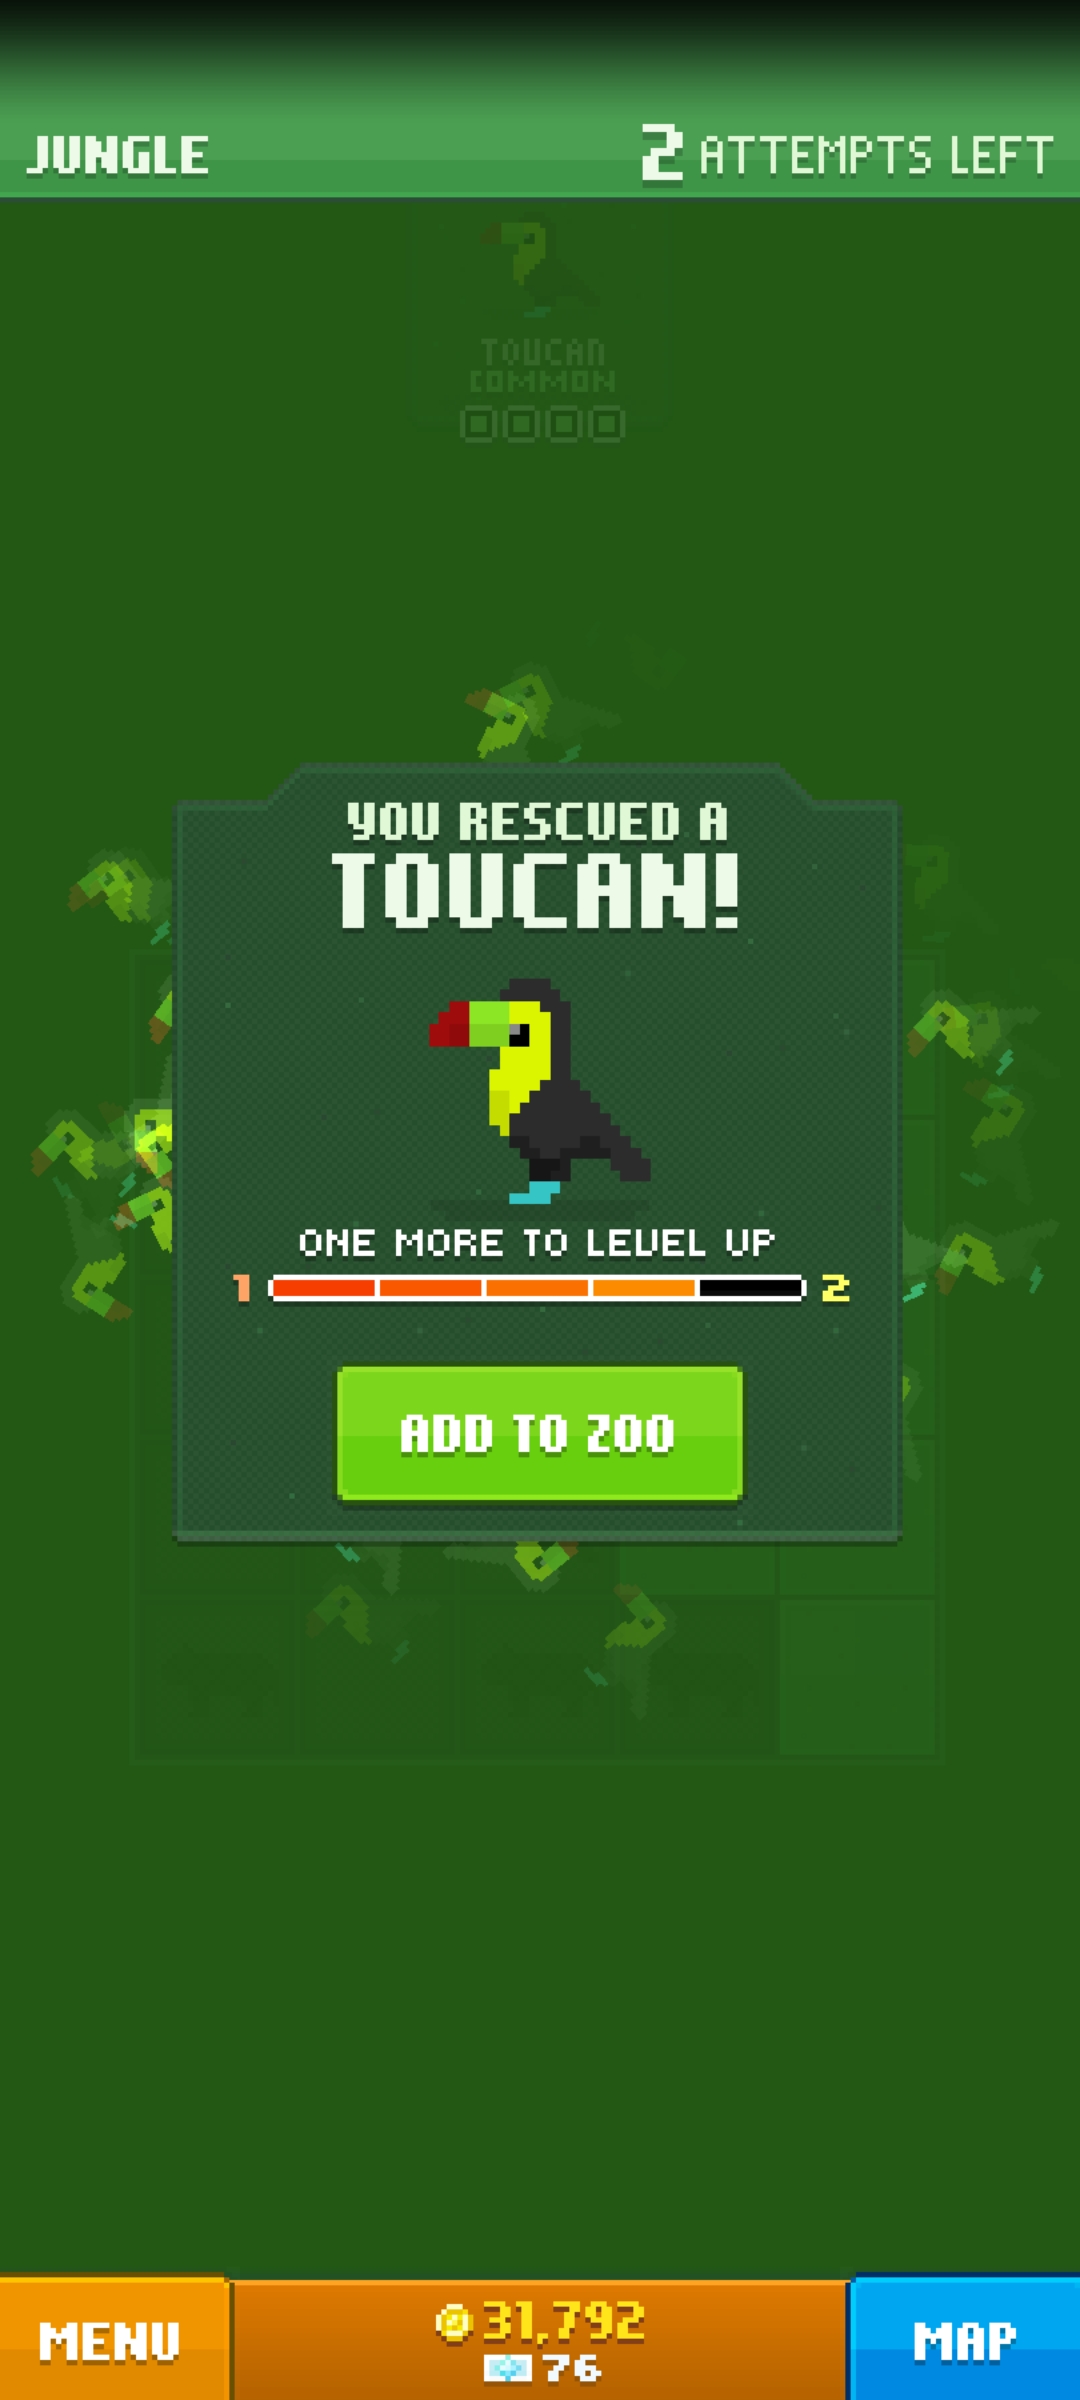 JUNGLE
2 ATTEMPTS LEFT
TOUCAN
COMMON
YOU RESCUED A
TOUCAN!
ONE MORE TO LEVEL UP
1 2
ADD TO ZOO
MENU
31,792
76
MAP